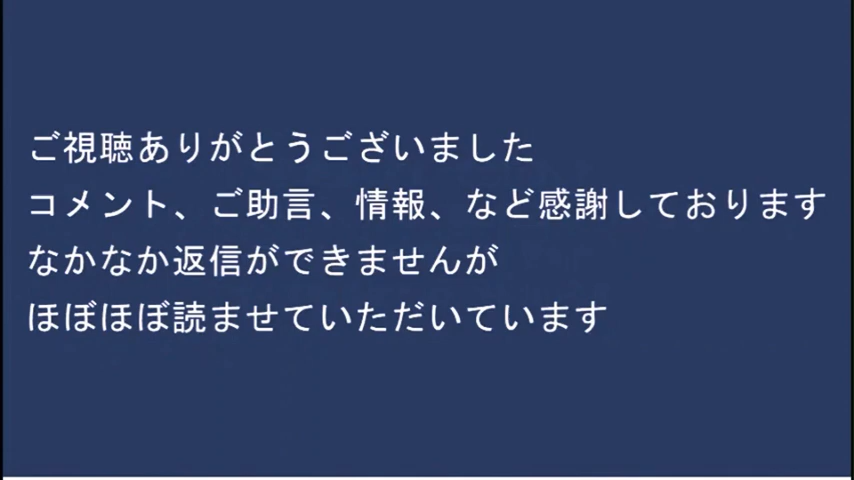 ご視聴ありがとうございました
コメント、ご助言、情報、など感謝しております
なかなか返信ができませんが
ほぼほぼ読ませていただいています